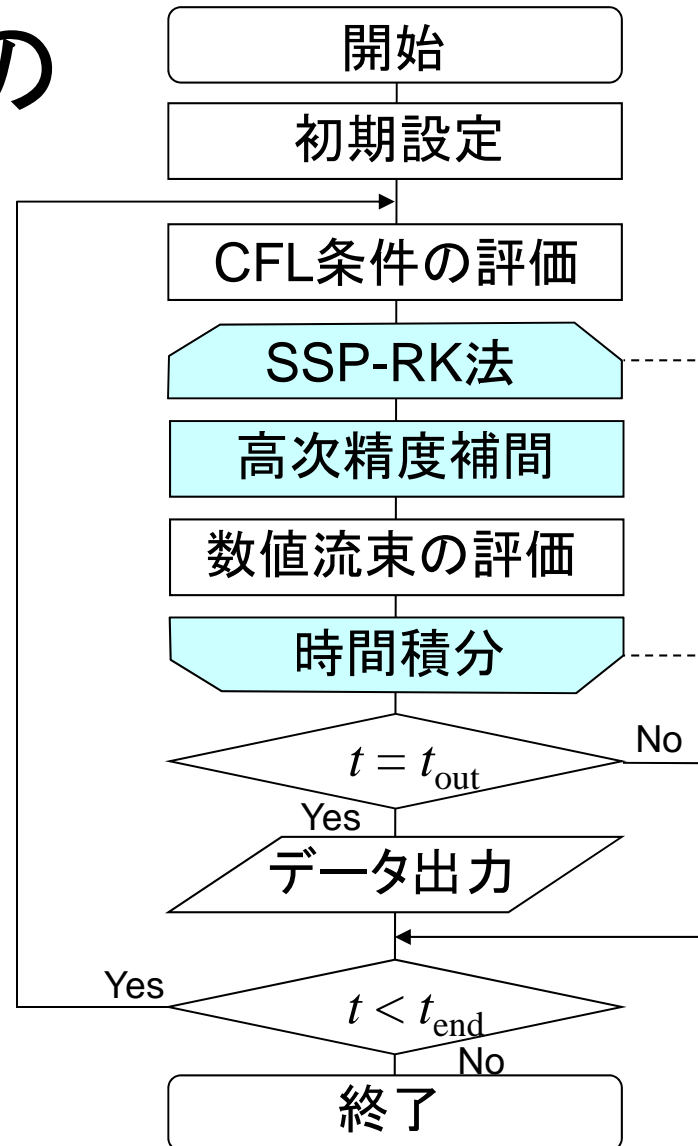 の
開始
初期設定
CFL条件の評価
SSP-RK法
高次精度補間
数値流束の評価
時間積分
t = t_out
No
Yes
データ出力
Yes
t < t_end
No
終了